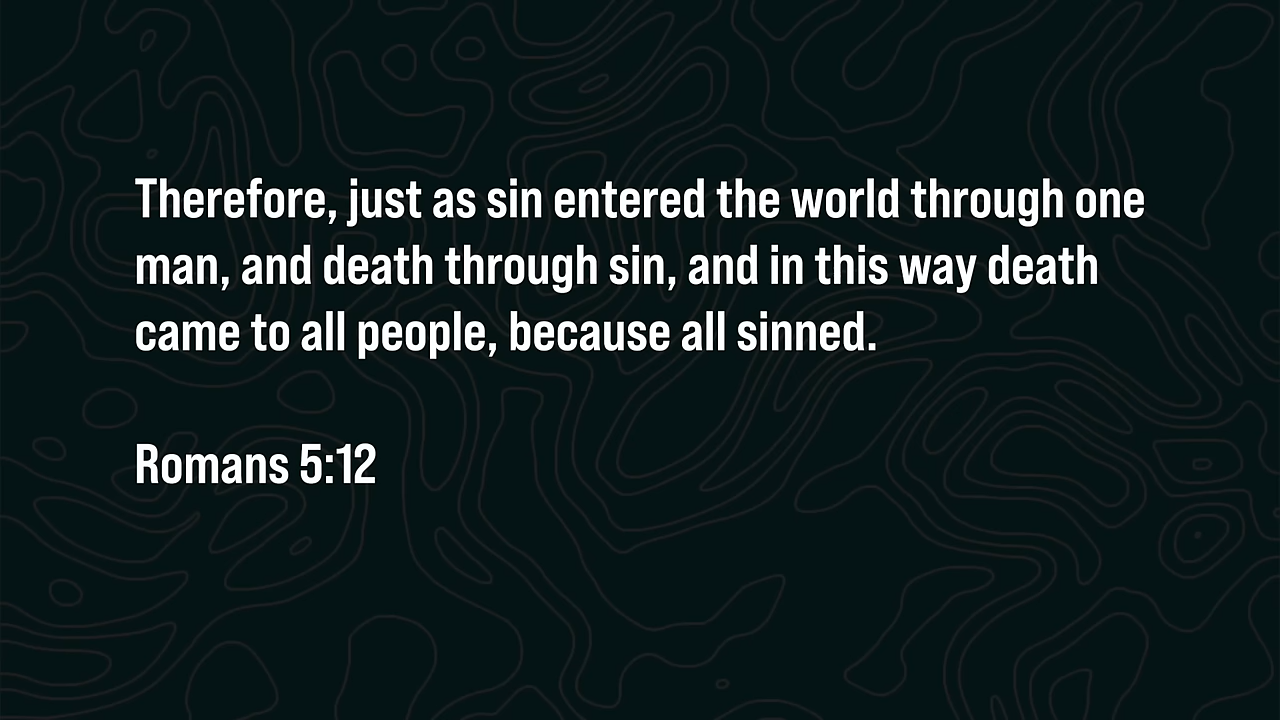 Therefore, just as sin entered the world through one
man, and death through sin, and in this way death
came to all people, because all sinned.
Romans 5:12